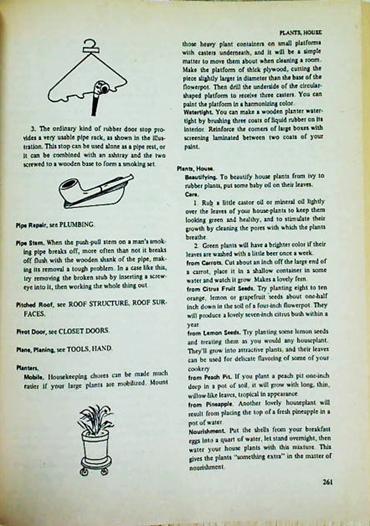 PLANTS, HOUSE
3. The ordinary kind of rubber door stop pro-
vides a very usable pipe rack, as shown in the illus-
tration. This stop can be used alone as a pipe rest, or
it can be combined with an ashtray and the two
screwed to a wooden base to form a smoking set.
Pipe Repair, see PLUMBING.
Pipe Stem. When the push-pull stem on a man's smok-
ing pipe breaks off, more often than not it breaks
off flush with the wooden shank of the pipe, mak-
ing its removal a tough problem. In a case like this,
try removing the broken stub by inserting a screw-
eye into it, then working the whole thing out.
Pitched Roof, see ROOF STRUCTURE, ROOF SUR-
FACES.
Pivot Door, see CLOSET DOORS.
Plane, Planing, see TOOLS, HAND.
Planters.
Mobile. Housekeeping chores can be made much
easier if your large plants are mobilized. Mount
those heavy plant containers on small platforms
with casters underneath, and it will be a simple
matter to move them about when cleaning a room.
Make the platform of thick plywood, cutting the
piece slightly larger in diameter than the base of the
flowerpot. Then drill the underside of the circular-
shaped platform to receive three casters. You can
paint the platform in a harmonizing color.
Watertight. You can make a wooden planter water-
tight by brushing three coats of liquid rubber on its
interior. Reinforce the corners of large boxes with
screening laminated between two coats of your
paint.
Plants, House.
Beautifying. To beautify house plants from ivy to
rubber plants, put some baby oil on their leaves.
Care.
1. Rub a little castor oil or mineral oil lightly
over the leaves of your house-plants to keep them
looking green and healthy, and to stimulate their
growth by cleaning the pores with which the plants
breathe.
2. Green plants will have a brighter color if their
leaves are washed with a little beer once a week.
from Carrots. Cut about an inch off the large end of
a carrot, place it in a shallow container in some
water and watch it grow. Makes a lovely fern.
from Citrus Fruit Seeds. Try planting eight to ten
orange, lemon or grapefruit seeds about one-half
inch down in the soil of a four-inch flowerpot. They
will produce a lovely seven-inch citrus bush within a
year.
from Lemon Seeds. Try planting some lemon seeds
and treating them as you would any houseplant.
They'll grow into attractive plants, and their leaves
can be used for delicate flavoring of some of your
cookery.
from Peach Pit. If you plant a peach pit one-inch
deep in a pot of soil, it will grow with long, thin,
willow-like leaves, tropical in appearance.
from Pineapple. Another lovely houseplant will
result from placing the top of a fresh pineapple in a
pot of water.
Nourishment. Put the shells from your breakfast
eggs into a quart of water, let stand overnight, then
water your house plants with this mixture. This
gives the plants "something extra" in the matter of
nourishment.
261